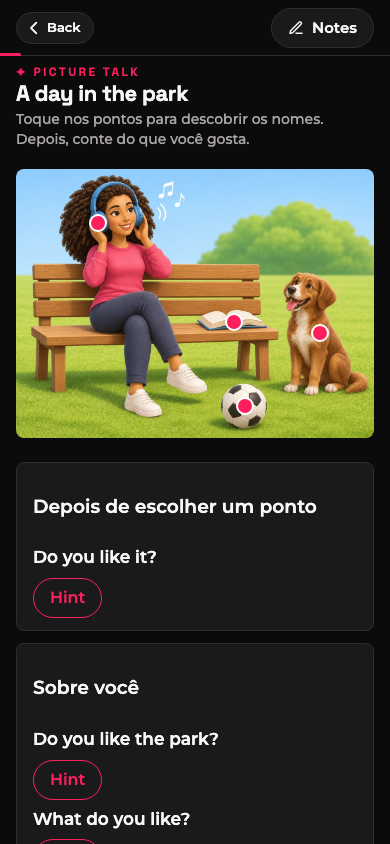 Back
Notes
✦ PICTURE TALK
A day in the park
Toque nos pontos para descobrir os nomes.
Depois, conte do que você gosta.
Depois de escolher um ponto
Do you like it?
Hint
Sobre você
Do you like the park?
Hint
What do you like?